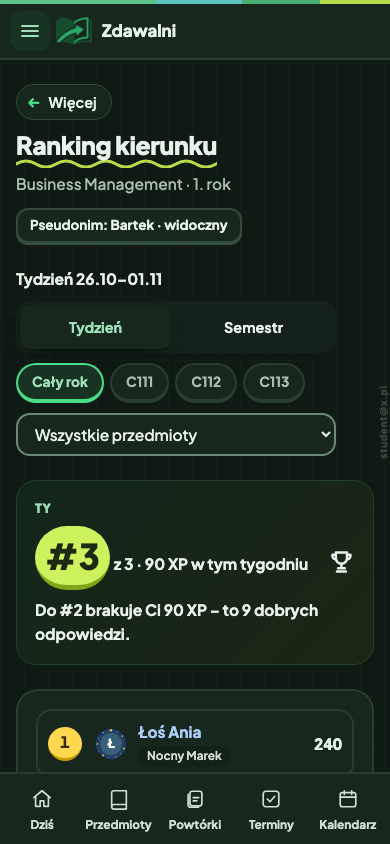 Zdawalni
Więcej
Ranking kierunku
Business Management · 1. rok
Pseudonim: Bartek · widoczny
Tydzień 26.10–01.11
Tydzień
Semestr
Cały rok
C111
C112
C113
Wszystkie przedmioty
student@x.pl
TY
#3 z 3 · 90 XP w tym tygodniu
Do #2 brakuje Ci 90 XP – to 9 dobrych
odpowiedzi.
1
Ł
Łoś Ania
240
Nocny Marek
Dziś
Przedmioty
Powtórki
Terminy
Kalendarz